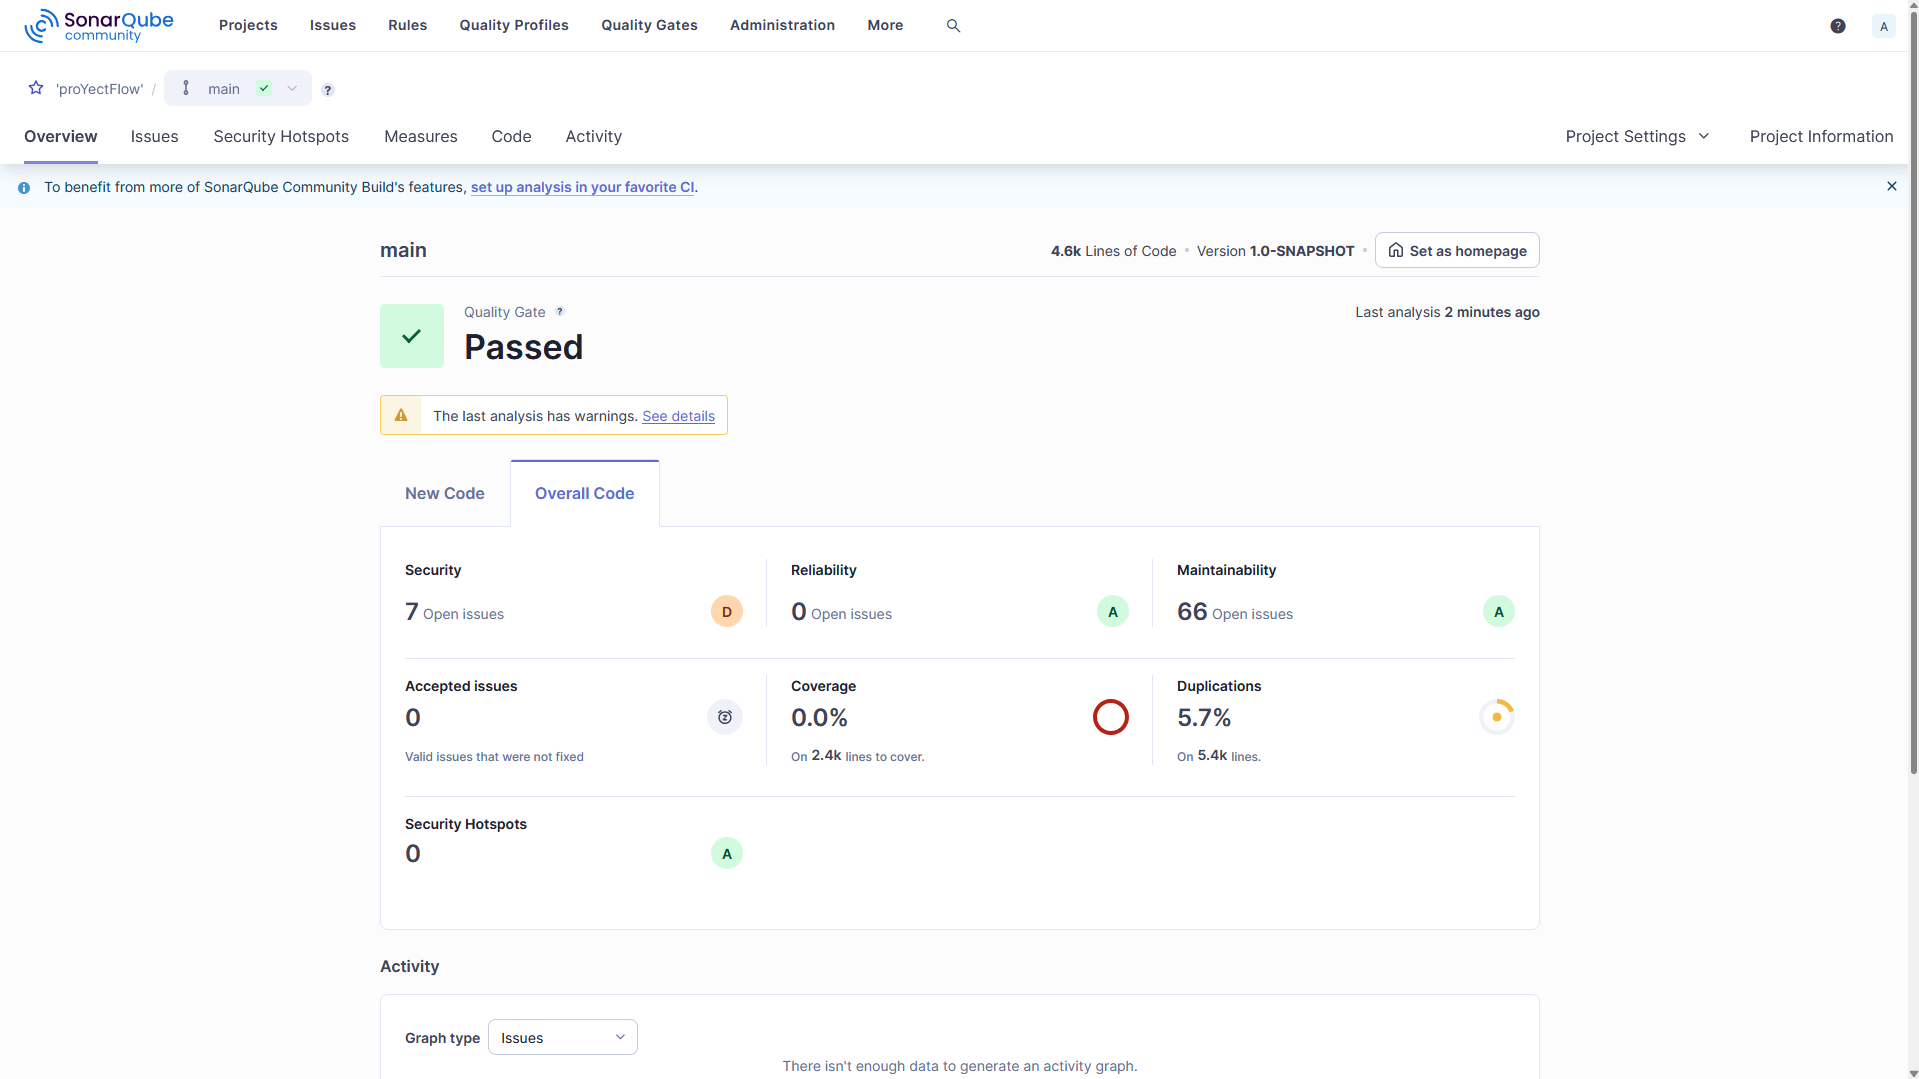 SonarQube community
Projects Issues Rules Quality Profiles Quality Gates Administration More
? A
'proYectFlow' / main ?
Overview Issues Security Hotspots Measures Code Activity Project Settings Project Information
To benefit from more of SonarQube Community Build's features, set up analysis in your favorite CI.
main 4.6k Lines of Code Version 1.0-SNAPSHOT Set as homepage
Quality Gate ? Last analysis 2 minutes ago
Passed
The last analysis has warnings. See details
New Code Overall Code
Security Reliability Maintainability
7 Open issues D 0 Open issues A 66 Open issues A
Accepted issues Coverage Duplications
0 0.0% 5.7%
Valid issues that were not fixed On 2.4k lines to cover. On 5.4k lines.
Security Hotspots
0 A
Activity
Graph type Issues
There isn't enough data to generate an activity graph.